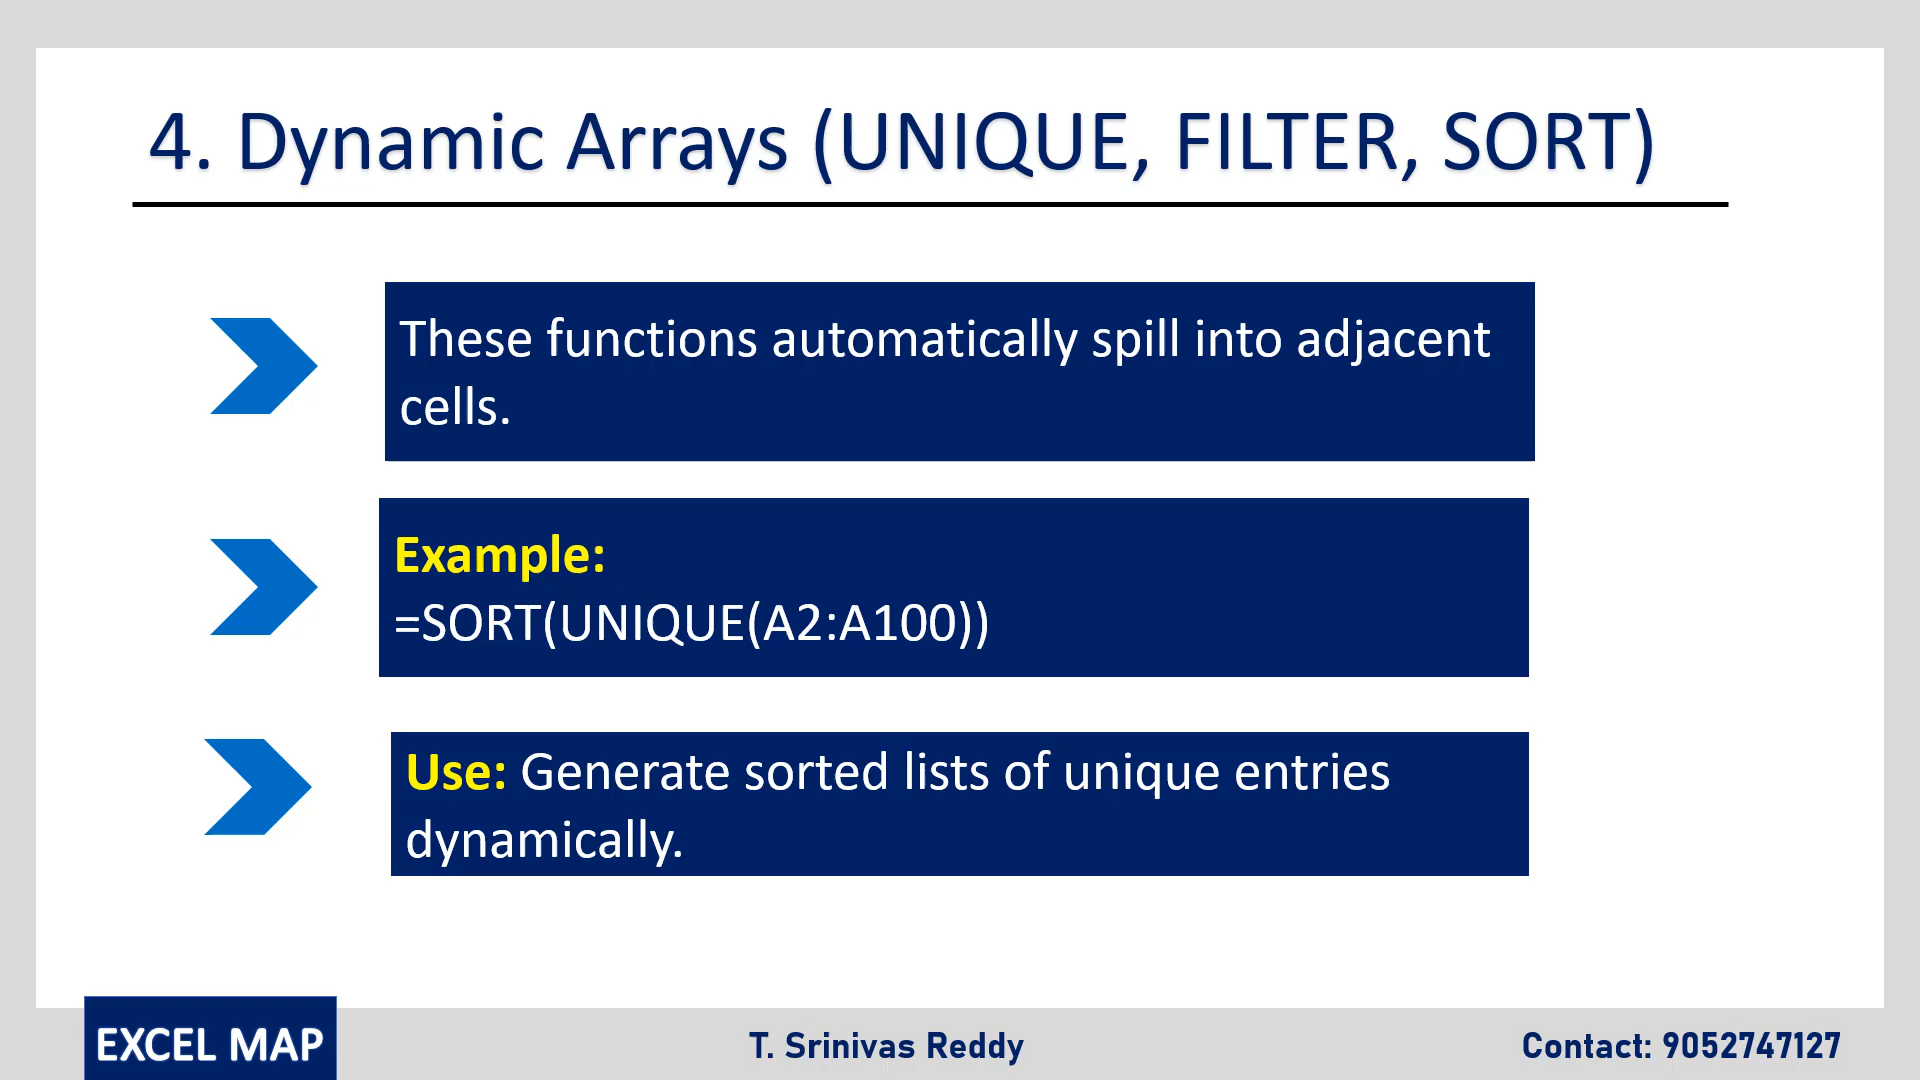 4. Dynamic Arrays (UNIQUE, FILTER, SORT)
These functions automatically spill into adjacent
cells.
Example:
=SORT(UNIQUE(A2:A100))
Use: Generate sorted lists of unique entries
dynamically.
EXCEL MAP
T. Srinivas Reddy
Contact: 9052747127